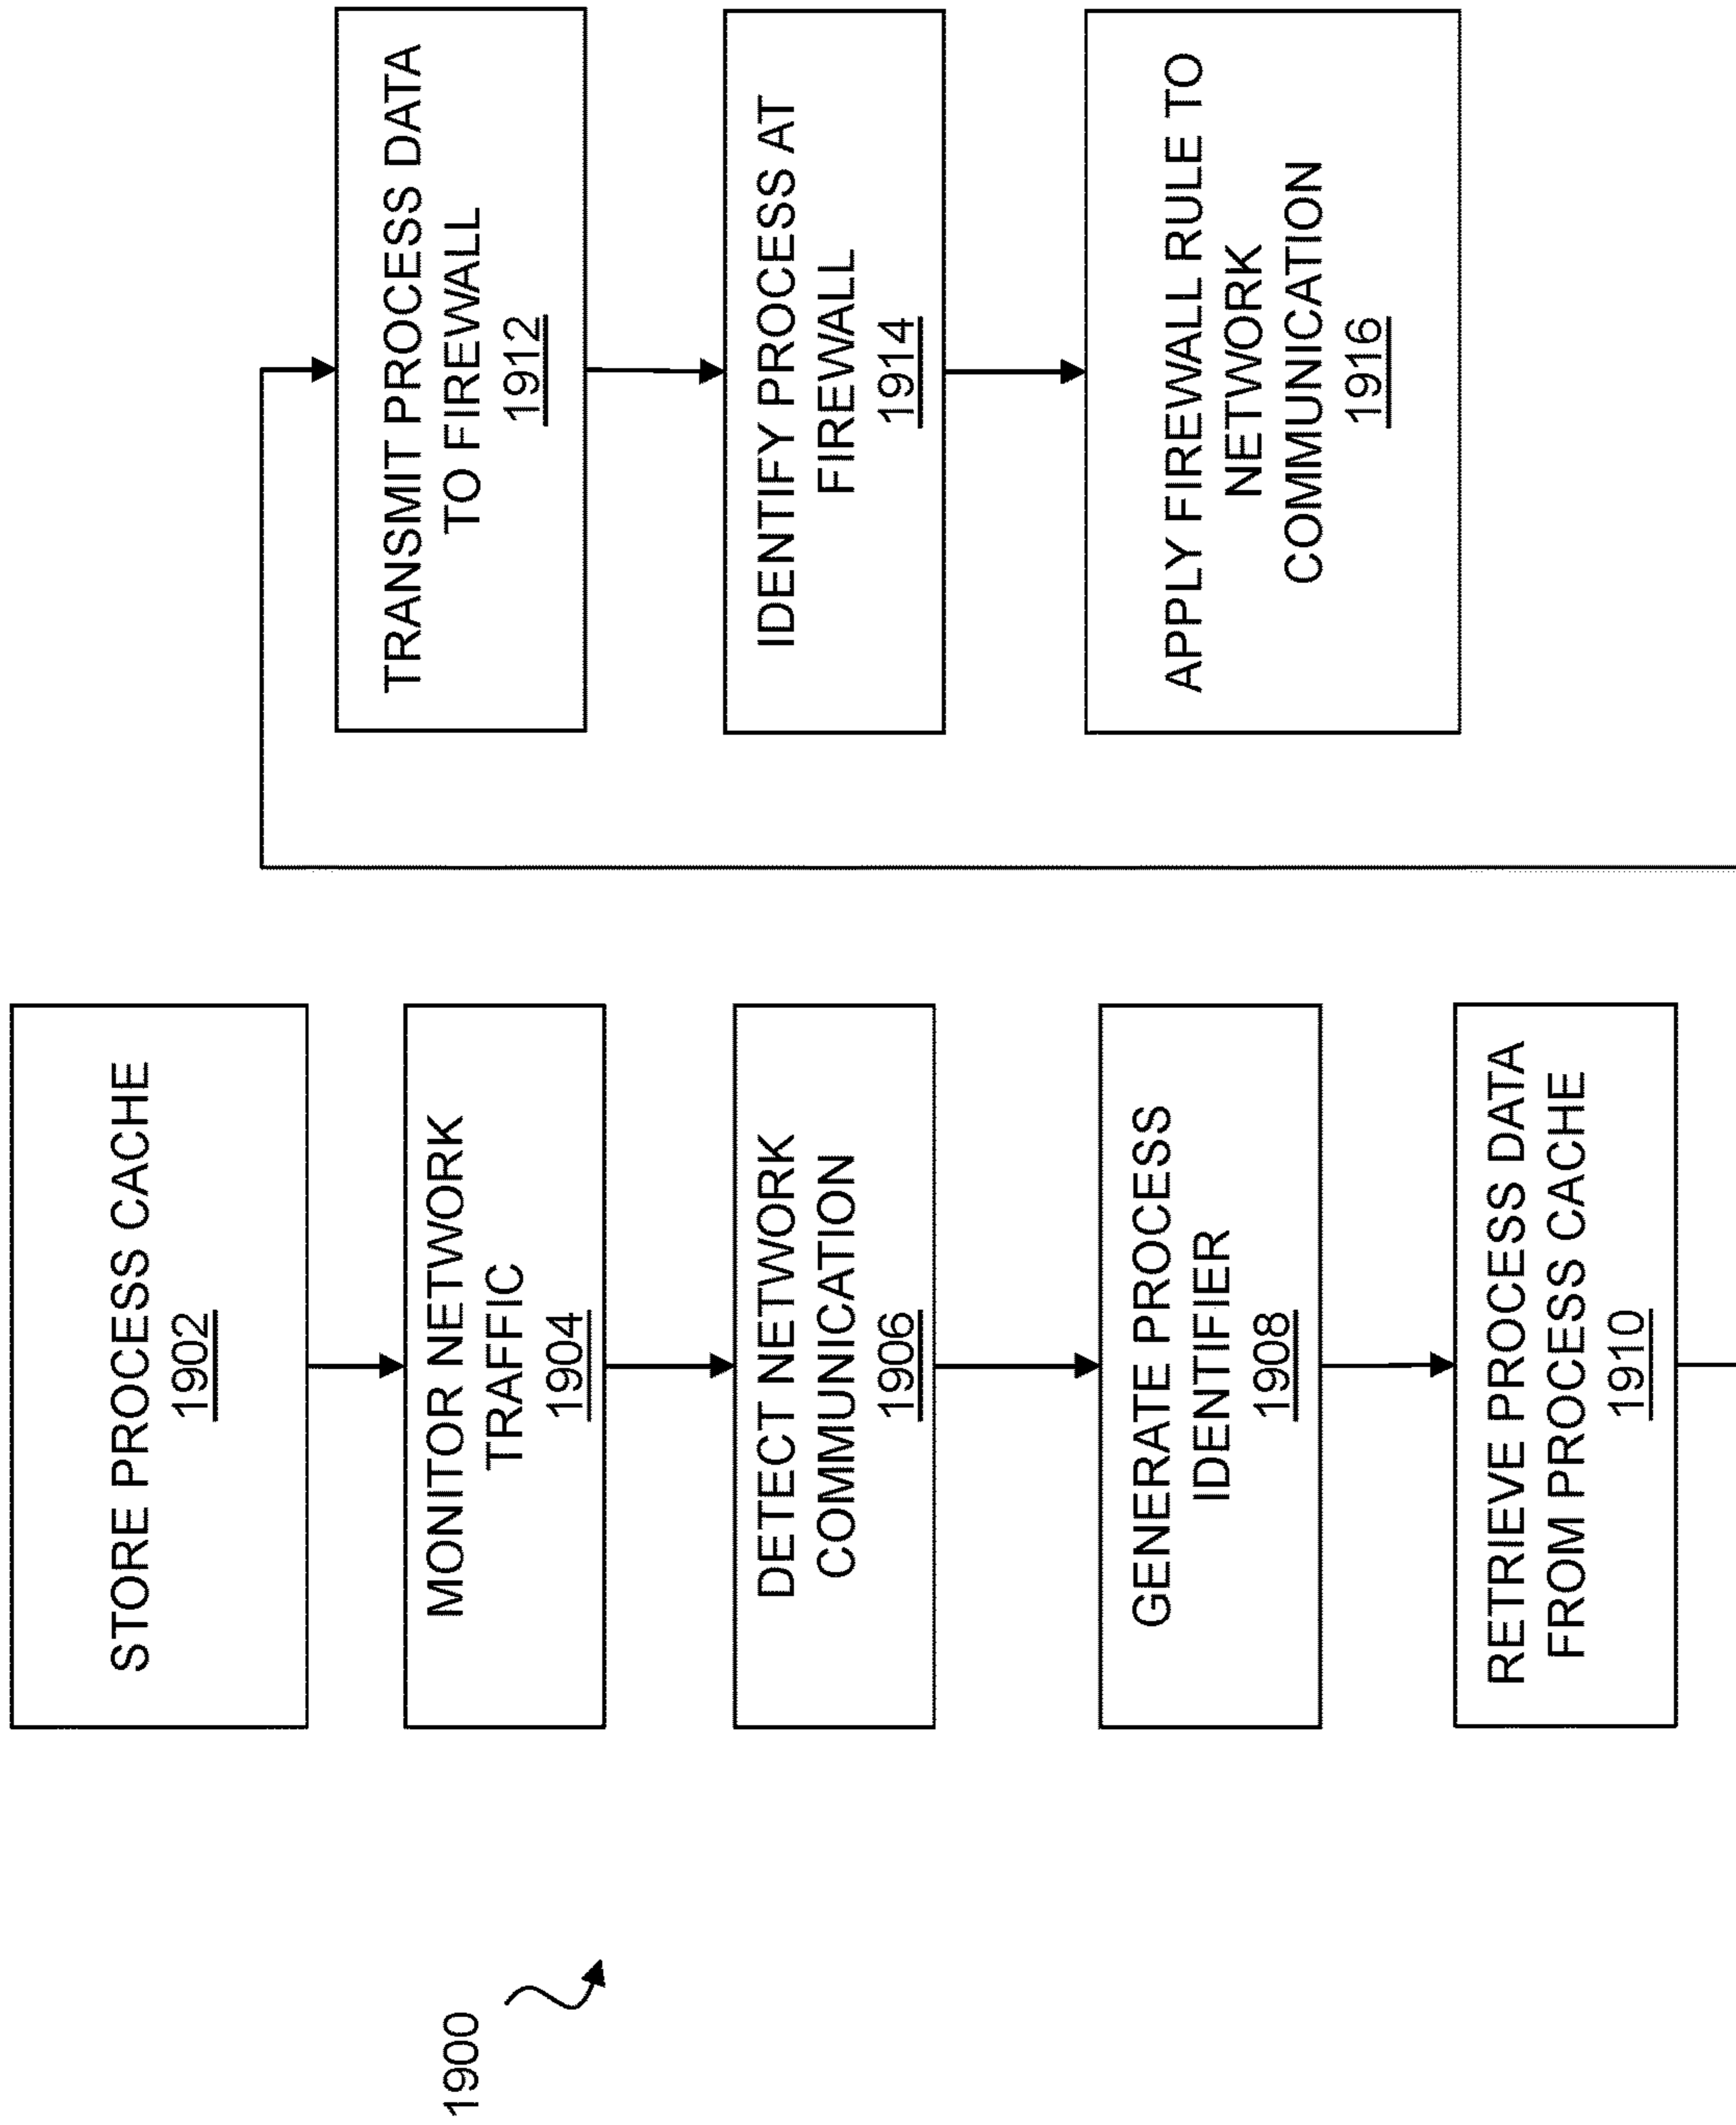 1900
STORE PROCESS CACHE
1902
MONITOR NETWORK
TRAFFIC
1904
DETECT NETWORK
COMMUNICATION
1906
GENERATE PROCESS
IDENTIFIER
1908
RETRIEVE PROCESS DATA
FROM PROCESS CACHE
1910
TRANSMIT PROCESS DATA
TO FIREWALL
1912
IDENTIFY PROCESS AT
FIREWALL
1914
APPLY FIREWALL RULE TO
NETWORK
COMMUNICATION
1916